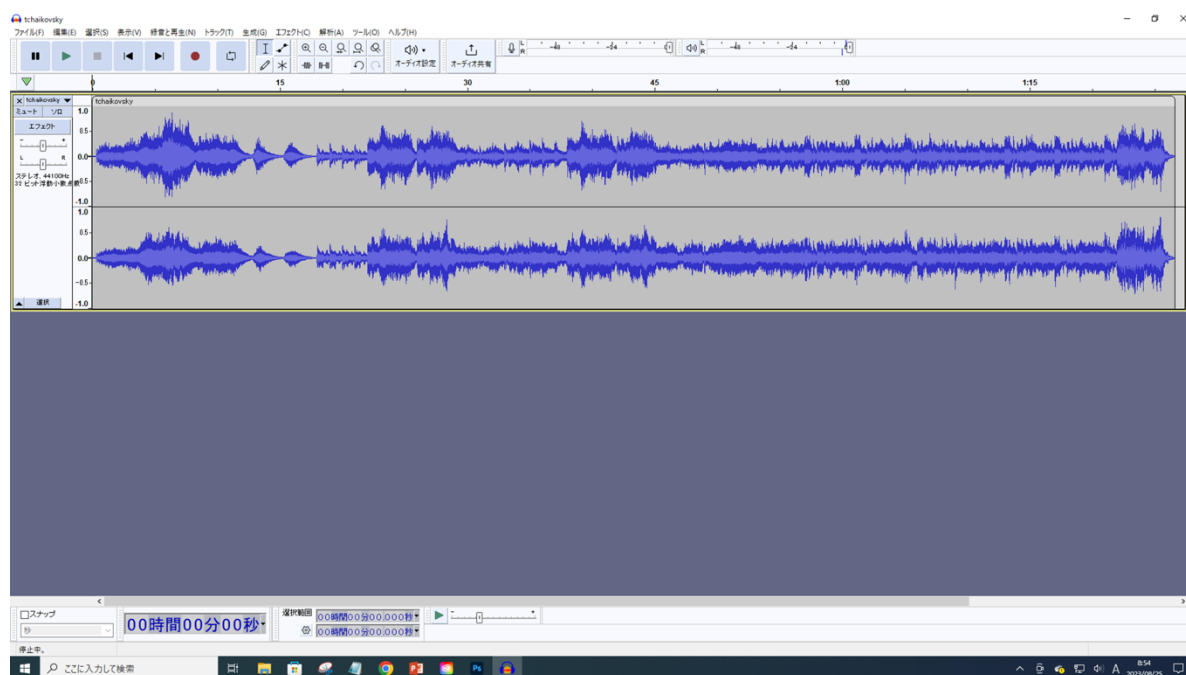 tchaikovsky
ファイル(F) 編集(E) 選択(S) 表示(V) 録音と再生(N) トラック(T) 生成(G) エフェクト(C) 解析(A) ツール(O) ヘルプ(H)
オーディオ設定 オーディオ共有
L R -48 -24 0 L R -48 -24 0
0 15 30 45 1:00 1:15
× tchaikovsky
tchaikovsky
ミュート ソロ
エフェクト
- +
L R
ステレオ, 44100Hz
32 ビット浮動小数点数
1.0
0.5
0.0
-0.5
-1.0
1.0
0.5
0.0
-0.5
-1.0
選択
スナップ
秒
00時間00分00秒
選択範囲
00時間00分00.000秒
00時間00分00.000秒
- +
停止中。
ここに入力して検索
Ps
A
8:54
2023/08/25